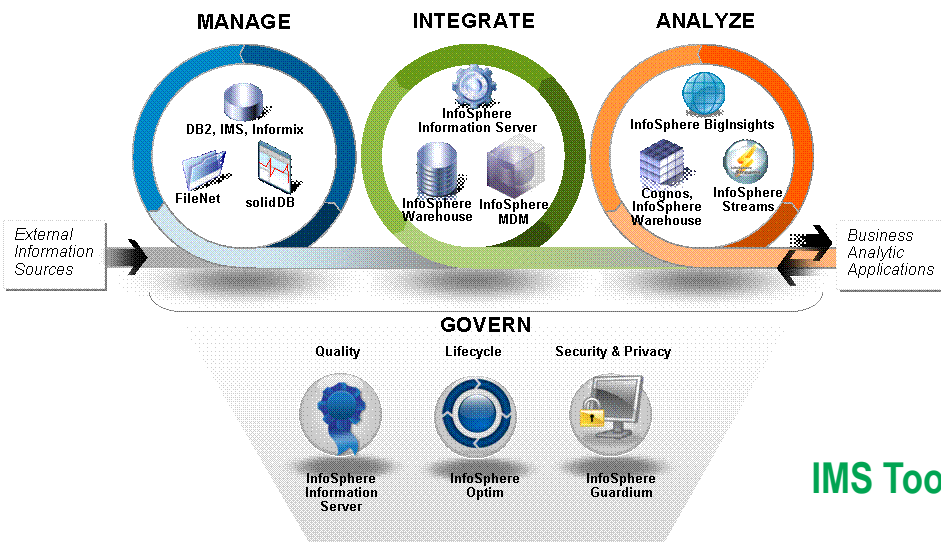 MANAGE
INTEGRATE
ANALYZE
DB2, IMS, Informix
FileNet
solidDB
InfoSphere
Information Server
InfoSphere
Warehouse
InfoSphere
MDM
InfoSphere BigInsights
Cognos,
InfoSphere
Warehouse
InfoSphere
Streams
External
Information
Sources
Business
Analytic
Applications
GOVERN
Quality
Lifecycle
Security & Privacy
InfoSphere
Information
Server
InfoSphere
Optim
InfoSphere
Guardium
IMS Too